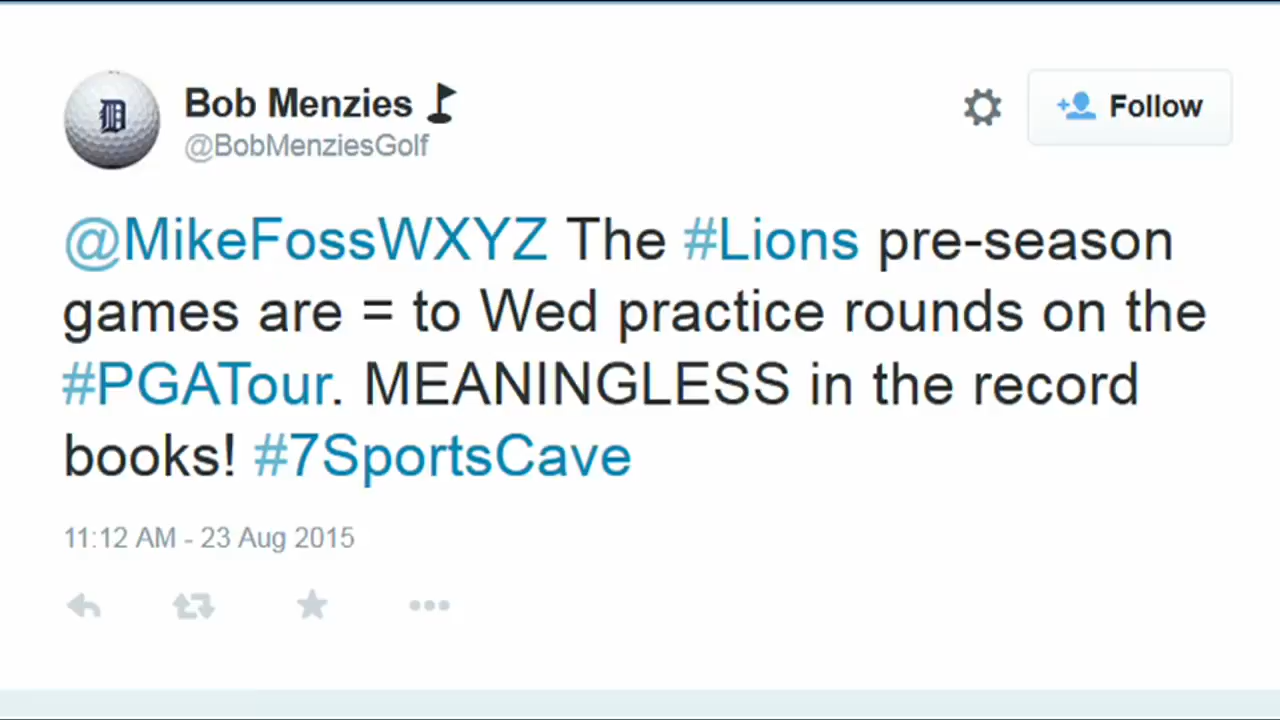 D
Bob Menzies
@BobMenziesGolf
Follow
@MikeFossWXYZ The #Lions pre-season
games are = to Wed practice rounds on the
#PGATour. MEANINGLESS in the record
books! #7SportsCave
11:12 AM - 23 Aug 2015